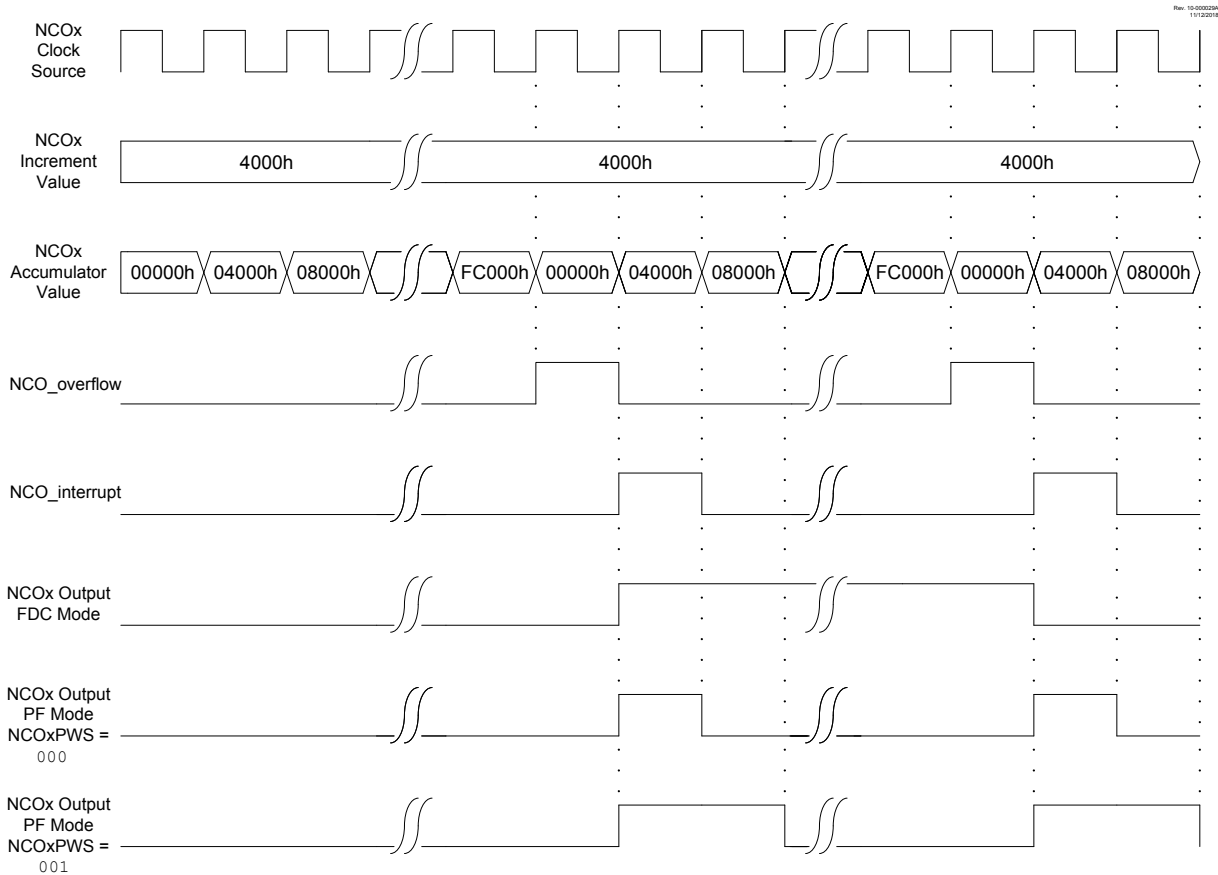 Rev. 10-000029A
11/12/2018
NCOx
Clock
Source
NCOx
Increment
Value
4000h
4000h
4000h
NCOx
Accumulator
Value
00000h 04000h 08000h FC000h 00000h 04000h 08000h FC000h 00000h 04000h 08000h
NCO_overflow
NCO_interrupt
NCOx Output
FDC Mode
NCOx Output
PF Mode
NCOxPWS =
000
NCOx Output
PF Mode
NCOxPWS =
001